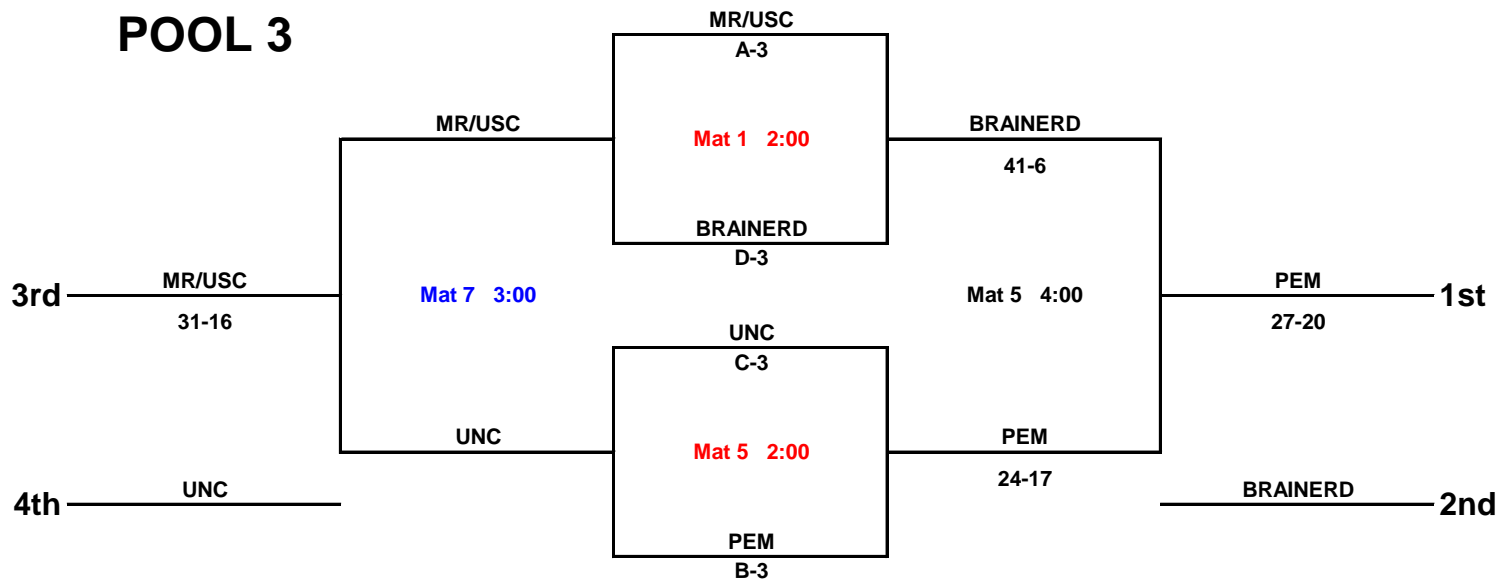 POOL 3
MR/USC
A-3
MR/USC
Mat 1 2:00
BRAINERD
41-6
BRAINERD
D-3
3rd
MR/USC
31-16
Mat 7 3:00
Mat 5 4:00
PEM
27-20
1st
UNC
C-3
UNC
Mat 5 2:00
PEM
24-17
4th
UNC
BRAINERD
2nd
PEM
B-3